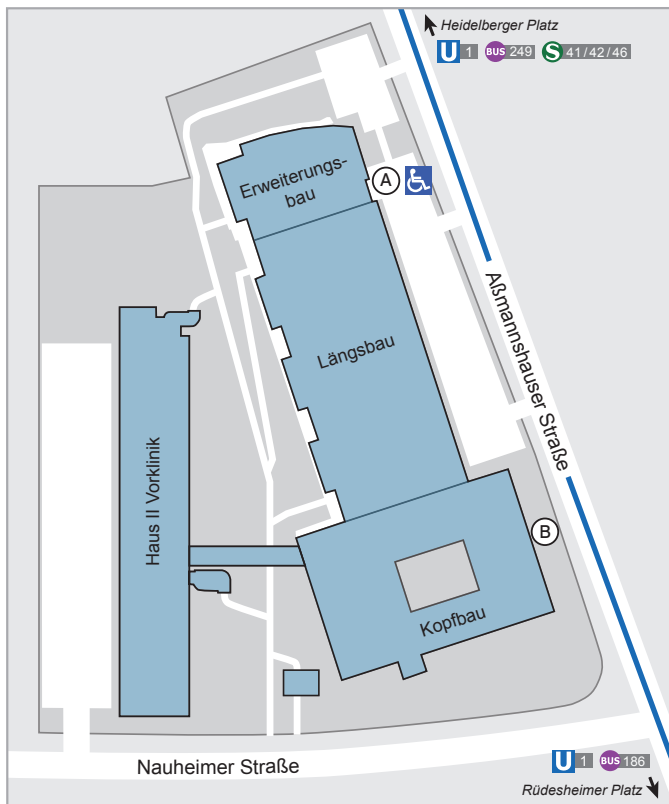 Heidelberger Platz
U 1 BUS 249 S 41/42/46
Erweiterungs-
bau
A
Längsbau
Aßmannshauser Straße
Haus II Vorklinik
B
Kopfbau
Nauheimer Straße
U 1 BUS 186
Rüdesheimer Platz